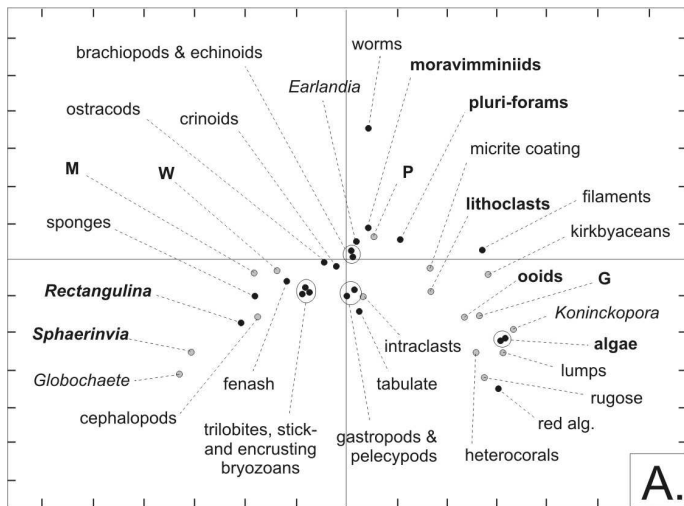 brachiopods & echinoids
worms
moravimminiids
Earlandia
pluri-forams
ostracods
crinoids
micrite coating
M
W
P
lithoclasts
filaments
sponges
kirkbyaceans
ooids
G
Rectangulina
Koninckopora
Sphaerinvia
intraclasts
algae
Globochaete
fenash
tabulate
lumps
cephalopods
rugose
trilobites, stick-
and encrusting
bryozoans
gastropods &
pelecypods
red alg.
heterocorals
A.